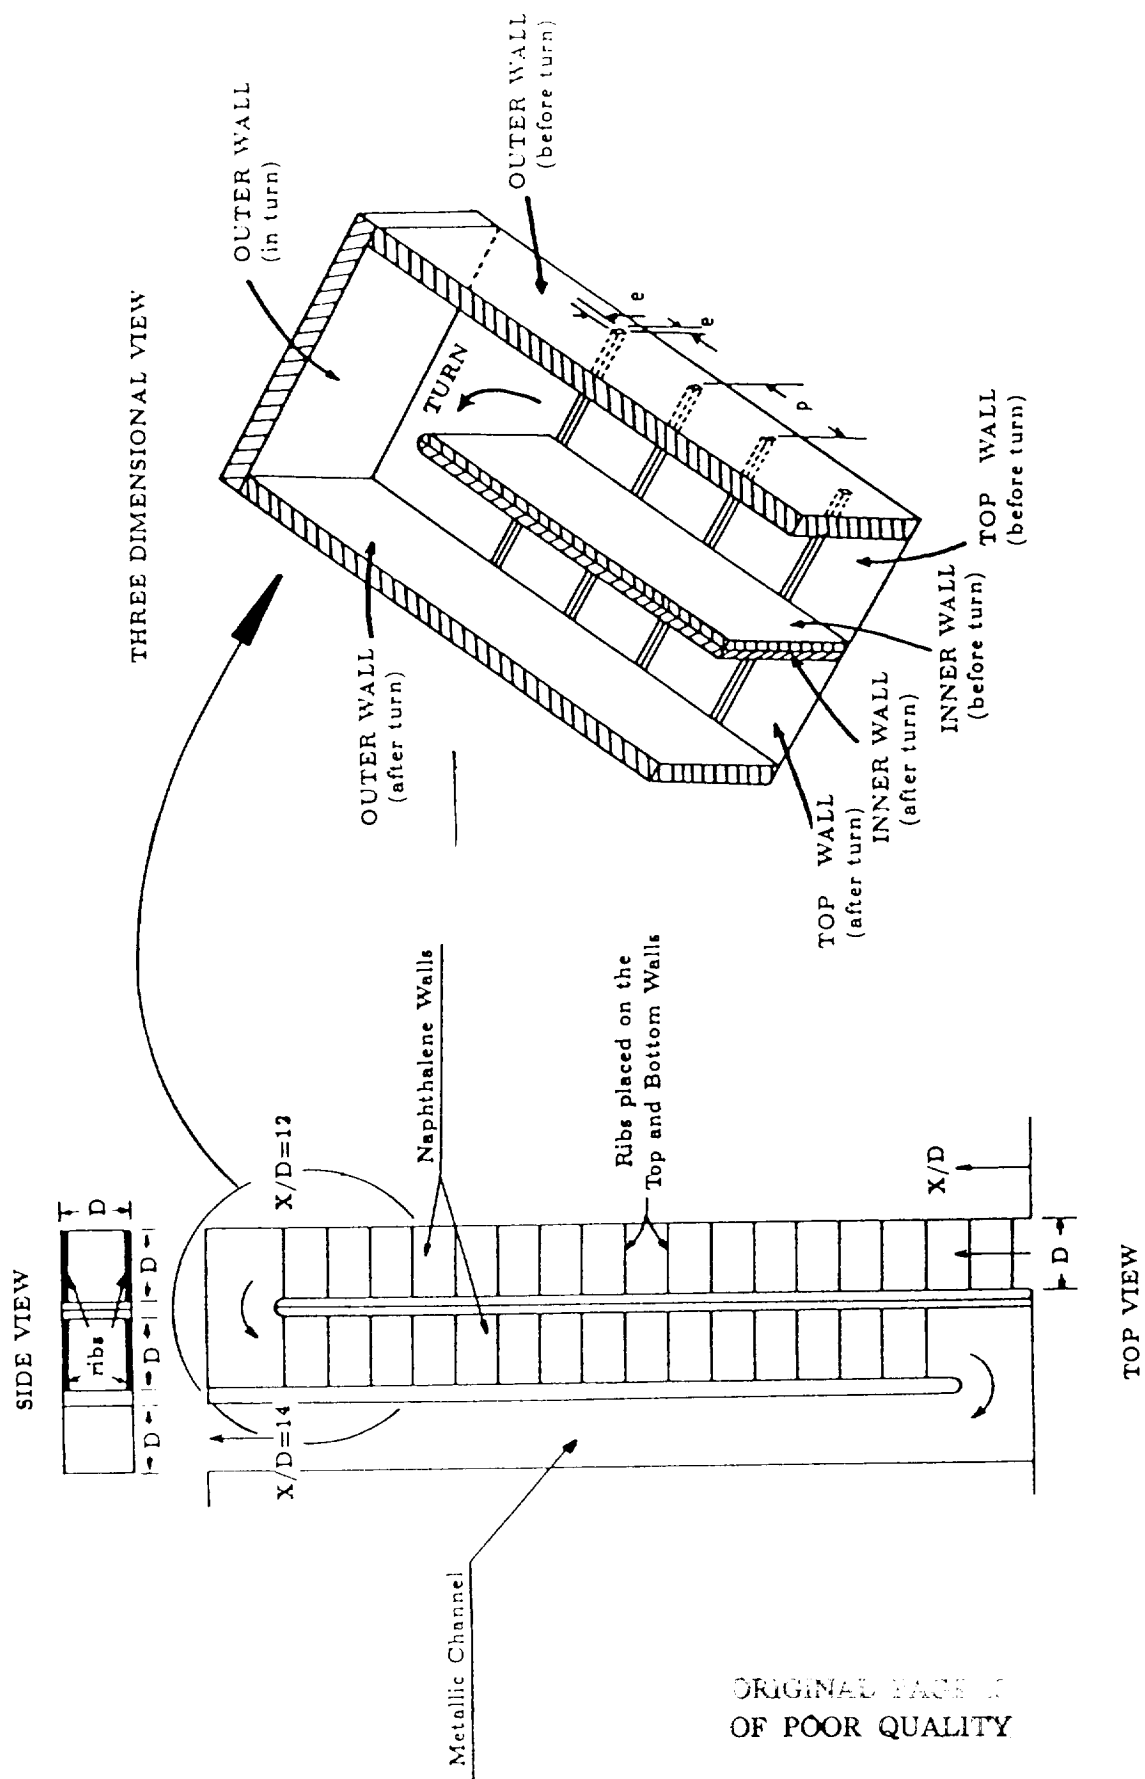 SIDE VIEW
D
ribs
D
D
D
X/D=12
X/D=14
Naphthalene Walls
Ribs placed on the
Top and Bottom Walls
Metallic Channel
X/D
D
TOP VIEW
THREE DIMENSIONAL VIEW
OUTER WALL
(in turn)
OUTER WALL
(before turn)
TURN
e
e
p
OUTER WALL
(after turn)
TOP WALL
(after turn)
INNER WALL
(after turn)
INNER WALL
(before turn)
TOP WALL
(before turn)
ORIGINAL PAGE
OF POOR QUALITY